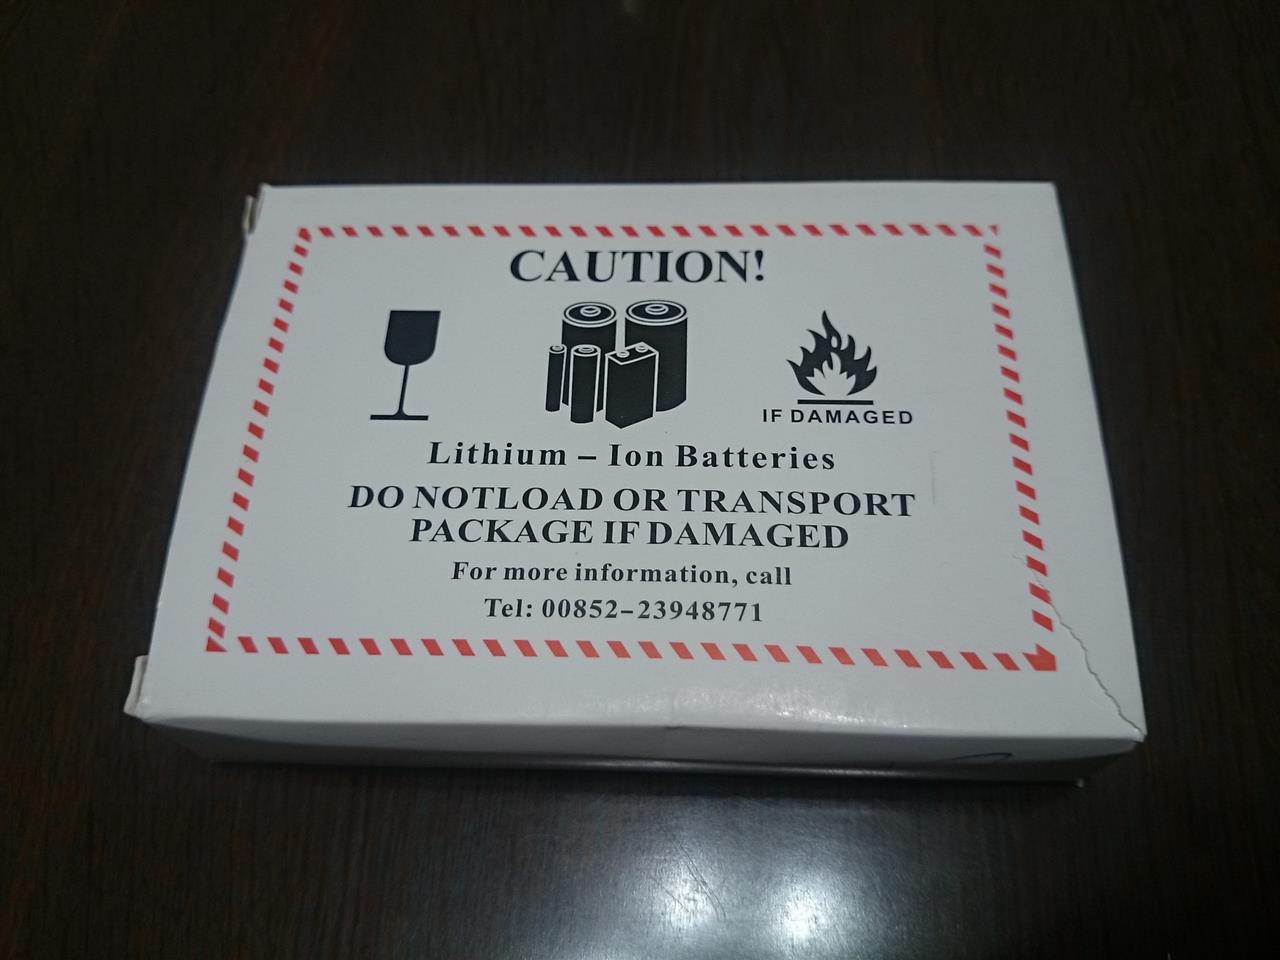 CAUTION!
IF DAMAGED
Lithium – Ion Batteries
DO NOTLOAD OR TRANSPORT
PACKAGE IF DAMAGED
For more information, call
Tel: 00852–23948771